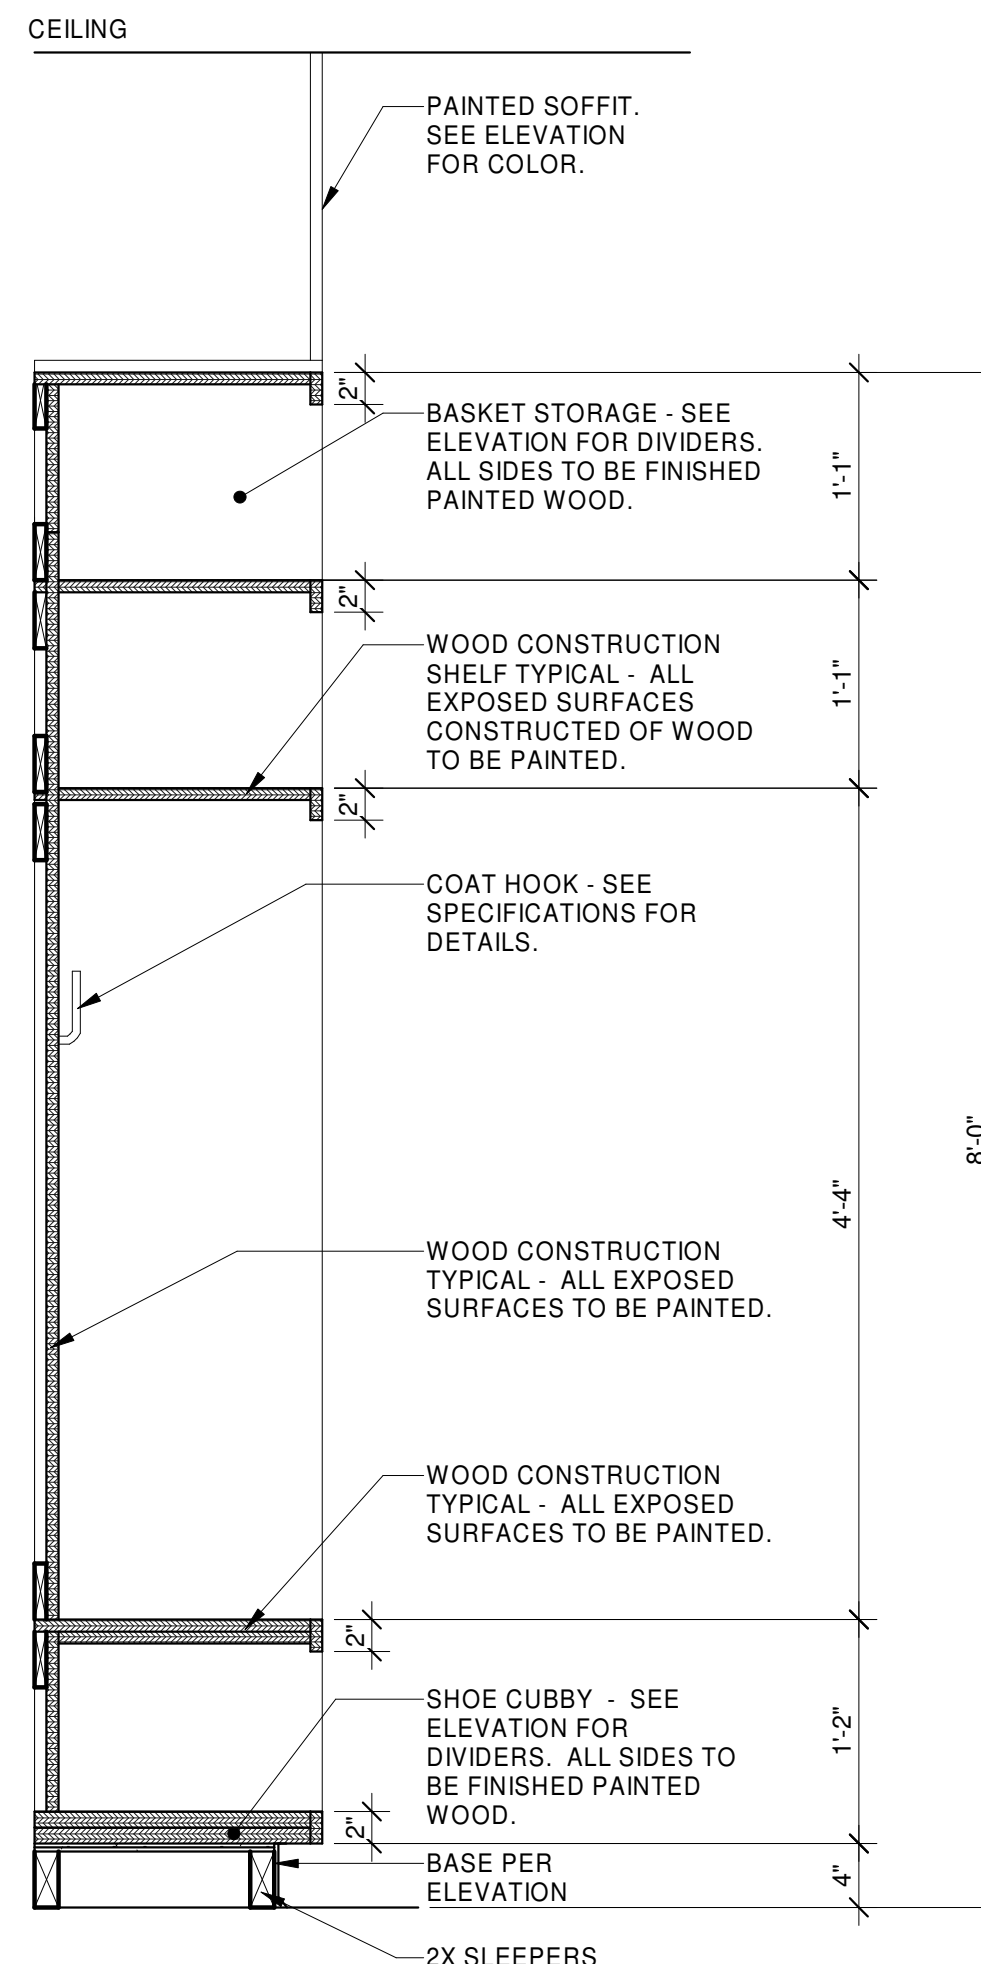 CEILING
PAINTED SOFFIT.
SEE ELEVATION
FOR COLOR.
2"
BASKET STORAGE - SEE
ELEVATION FOR DIVIDERS.
ALL SIDES TO BE FINISHED
PAINTED WOOD.
1'-1"
2"
WOOD CONSTRUCTION
SHELF TYPICAL -  ALL
EXPOSED SURFACES
CONSTRUCTED OF WOOD
TO BE PAINTED.
1'-1"
2"
COAT HOOK - SEE
SPECIFICATIONS FOR
DETAILS.
8'-0"
4'-4"
WOOD CONSTRUCTION
TYPICAL -  ALL EXPOSED
SURFACES TO BE PAINTED.
WOOD CONSTRUCTION
TYPICAL -  ALL EXPOSED
SURFACES TO BE PAINTED.
2"
SHOE CUBBY  -  SEE
ELEVATION FOR
DIVIDERS.  ALL SIDES TO
BE FINISHED PAINTED
WOOD.
1'-2"
2"
BASE PER
ELEVATION
4"
2X SLEEPERS